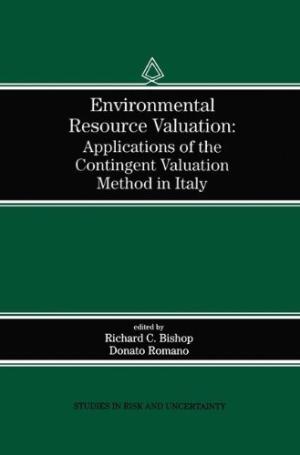 Environmental
Resource Valuation:
Applications of the
Contingent Valuation
Method in Italy
edited by
Richard C. Bishop
Donato Romano
STUDIES IN RISK AND UNCERTAINTY